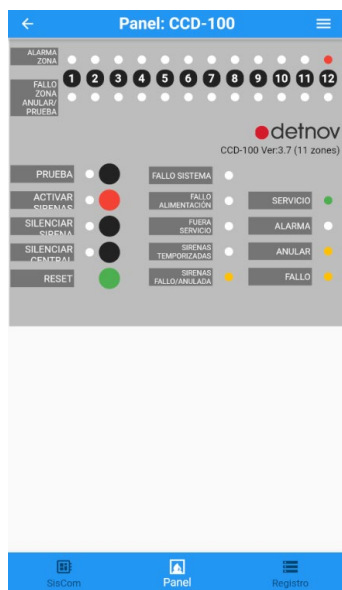 Panel: CCD-100
ALARMA
ZONA
1 2 3 4 5 6 7 8 9 10 11 12
FALLO
ZONA
ANULAR/
PRUEBA
detnov
CCD-100 Ver:3.7 (11 zones)
PRUEBA
FALLO SISTEMA
ACTIVAR
SIRENAS
FALLO
ALIMENTACIÓN
SERVICIO
SILENCIAR
SIRENA
FUERA
SERVICIO
ALARMA
SILENCIAR
CENTRAL
SIRENAS
TEMPORIZADAS
ANULAR
RESET
SIRENAS
FALLO/ANULADA
FALLO
SisCom
Panel
Registro